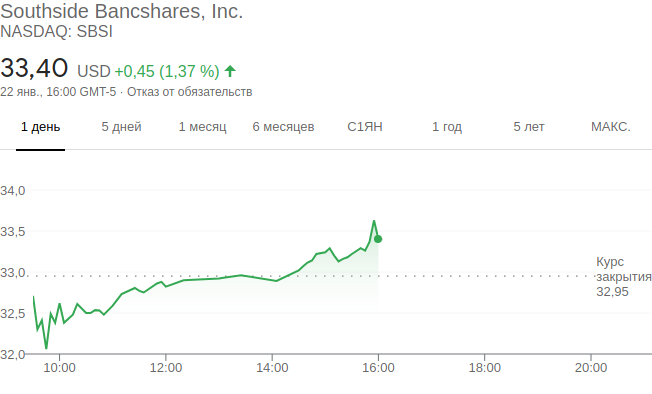 Southside Bancshares, Inc.
NASDAQ: SBSI
33,40 USD +0,45 (1,37 %)
22 янв., 16:00 GMT-5 · Отказ от обязательств
1 день 5 дней 1 месяц 6 месяцев С1ЯН 1 год 5 лет МАКС.
34,0
33,5
33,0
32,5
32,0
Курс
закрытия
32,95
10:00 12:00 14:00 16:00 18:00 20:00